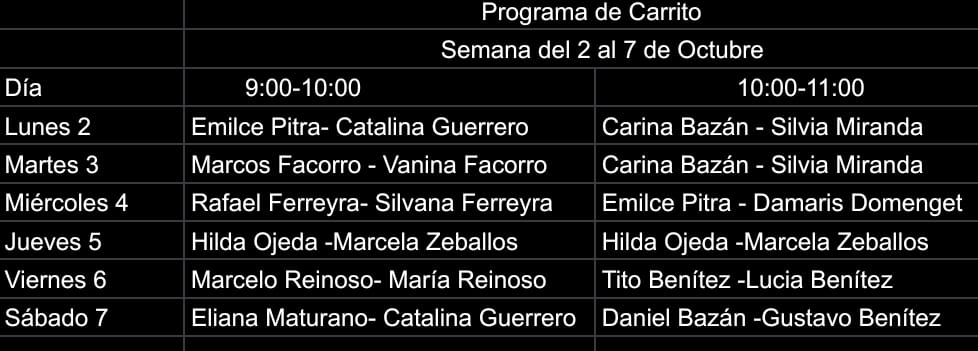 Programa de Carrito
Semana del 2 al 7 de Octubre
Día 9:00-10:00 10:00-11:00
Lunes 2 Emilce Pitra- Catalina Guerrero Carina Bazán - Silvia Miranda
Martes 3 Marcos Facorro - Vanina Facorro Carina Bazán - Silvia Miranda
Miércoles 4 Rafael Ferreyra- Silvana Ferreyra Emilce Pitra - Damaris Domenget
Jueves 5 Hilda Ojeda -Marcela Zeballos Hilda Ojeda -Marcela Zeballos
Viernes 6 Marcelo Reinoso- María Reinoso Tito Benítez -Lucia Benítez
Sábado 7 Eliana Maturano- Catalina Guerrero Daniel Bazán -Gustavo Benítez